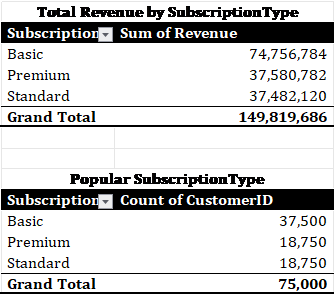 Total Revenue by SubscriptionType
Subscription Sum of Revenue
Basic 74,756,784
Premium 37,580,782
Standard 37,482,120
Grand Total 149,819,686
Popular SubscriptionType
Subscription Count of CustomerID
Basic 37,500
Premium 18,750
Standard 18,750
Grand Total 75,000